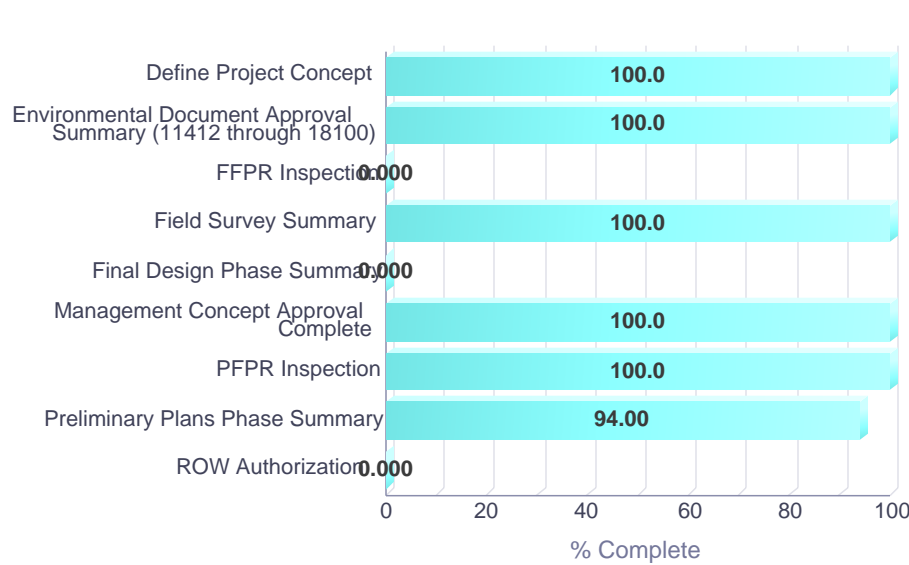 Define Project Concept
100.0
Environmental Document Approval
Summary (11412 through 18100)
100.0
FFPR Inspection
0.000
Field Survey Summary
100.0
Final Design Phase Summary
0.000
Management Concept Approval
Complete
100.0
PFPR Inspection
100.0
Preliminary Plans Phase Summary
94.00
ROW Authorization
0.000
0 20 40 60 80 100
% Complete